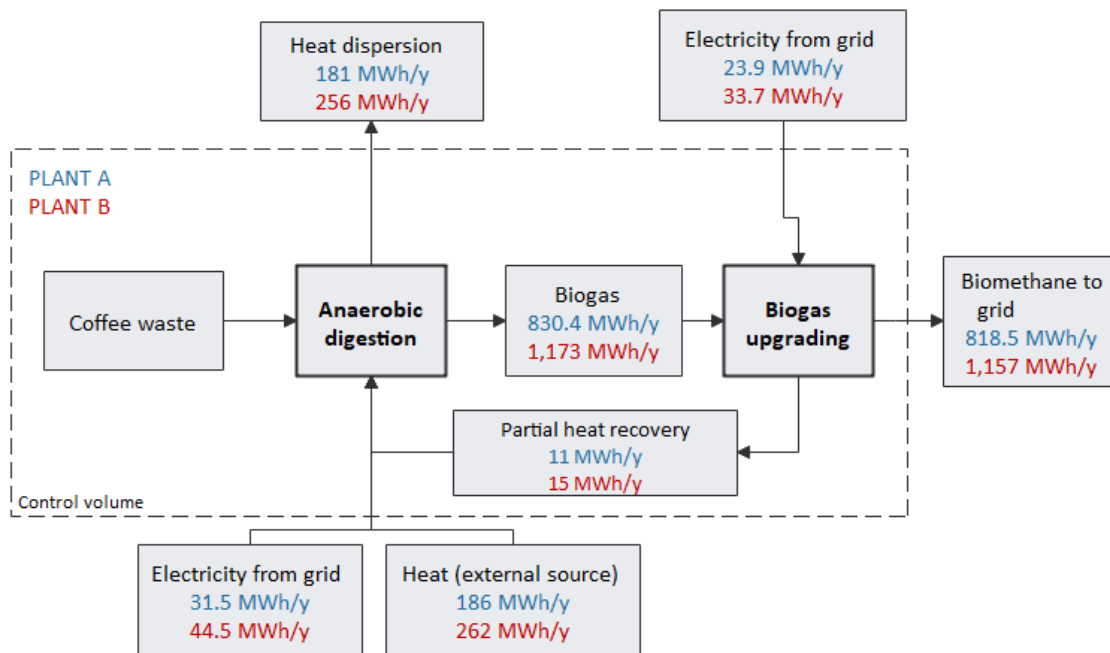 Heat dispersion
181 MWh/y
256 MWh/y
Electricity from grid
23.9 MWh/y
33.7 MWh/y
PLANT A
PLANT B
Coffee waste
Anaerobic
digestion
Biogas
830.4 MWh/y
1,173 MWh/y
Biogas
upgrading
Biomethane to
grid
818.5 MWh/y
1,157 MWh/y
Partial heat recovery
11 MWh/y
15 MWh/y
Control volume
Electricity from grid
31.5 MWh/y
44.5 MWh/y
Heat (external source)
186 MWh/y
262 MWh/y